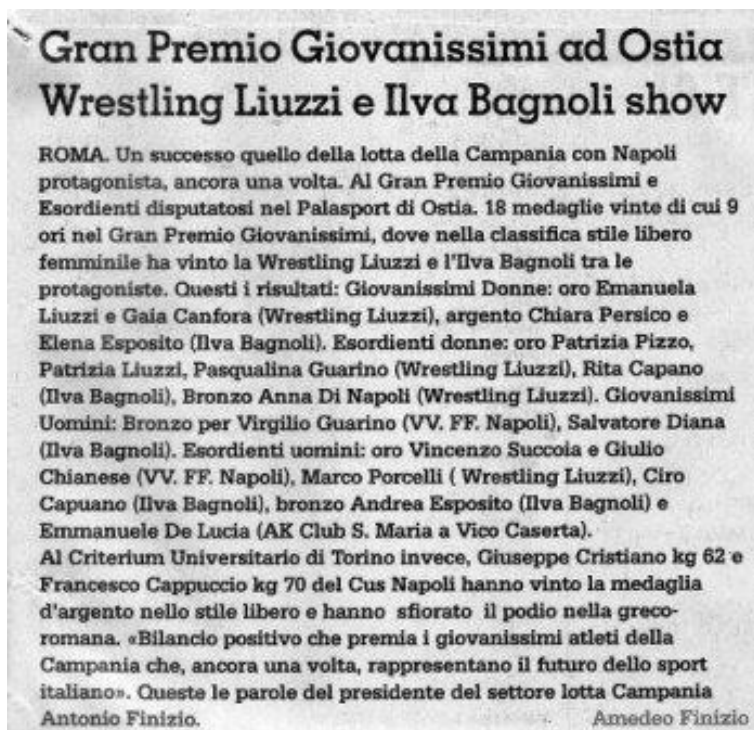 Gran Premio Giovanissimi ad Ostia
Wrestling Liuzzi e Ilva Bagnoli show
ROMA. Un successo quello della lotta della Campania con Napoli
protagonista, ancora una volta. Al Gran Premio Giovanissimi e
Esordienti disputatosi nel Palasport di Ostia. 18 medaglie vinte di cui 9
ori nel Gran Premio Giovanissimi, dove nella classifica stile libero
femminile ha vinto la Wrestling Liuzzi e l'Ilva Bagnoli tra le
protagoniste. Questi i risultati: Giovanissimi Donne: oro Emanuela
Liuzzi e Gaia Canfora (Wrestling Liuzzi), argento Chiara Persico e
Elena Esposito (Ilva Bagnoli). Esordienti donne: oro Patrizia Pizzo,
Patrizia Liuzzi, Pasqualina Guarino (Wrestling Liuzzi), Rita Capano
(Ilva Bagnoli), Bronzo Anna Di Napoli (Wrestling Liuzzi). Giovanissimi
Uomini: Bronzo per Virgilio Guarino (VV. FF. Napoli), Salvatore Diana
(Ilva Bagnoli). Esordienti uomini: oro Vincenzo Succoia e Giulio
Chianese (VV. FF. Napoli), Marco Porcelli ( Wrestling Liuzzi), Ciro
Capuano (Ilva Bagnoli), bronzo Andrea Esposito (Ilva Bagnoli) e
Emmanuele De Lucia (AK Club S. Maria a Vico Caserta).
Al Criterium Universitario di Torino invece, Giuseppe Cristiano kg 62 e
Francesco Cappuccio kg 70 del Cus Napoli hanno vinto la medaglia
d'argento nello stile libero e hanno sfiorato il podio nella greco-
romana. «Bilancio positivo che premia i giovanissimi atleti della
Campania che, ancora una volta, rappresentano il futuro dello sport
italiano». Queste le parole del presidente del settore lotta Campania
Antonio Finizio. Amedeo Finizio